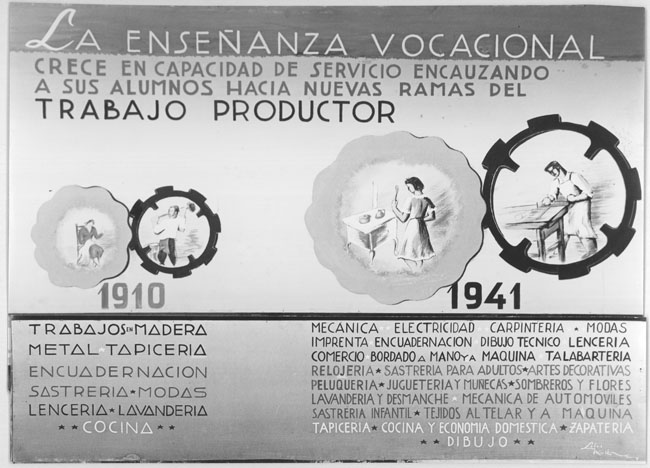 LA ENSEÑANZA VOCACIONAL
CRECE EN CAPACIDAD DE SERVICIO ENCAUZANDO
A SUS ALUMNOS HACIA NUEVAS RAMAS DEL
TRABAJO PRODUCTOR
1910
1941
TRABAJOS EN MADERA
METAL TAPICERIA
ENCUADERNACION
SASTRERIA ★ MODAS
LENCERIA ★ LAVANDERIA
★★ COCINA ★★
MECANICA ★ ELECTRICIDAD ★ CARPINTERIA ★ MODAS
IMPRENTA ENCUADERNACION DIBUJO TECNICO LENCERIA
COMERCIO BORDADO A MANO Y A MAQUINA TALABARTERIA
RELOJERIA ★ SASTRERIA PARA ADULTOS ★ ARTES DECORATIVAS
PELUQUERIA ★ JUGUETERIA Y MUÑECAS ★ SOMBREROS Y FLORES
LAVANDERIA Y DESMANCHE ★ MECANICA DE AUTOMOVILES
SASTRERIA INFANTIL ★ TEJIDOS AL TELAR Y A MAQUINA
TAPICERIA ★ COCINA Y ECONOMIA DOMESTICA ★ ZAPATERIA
★★ DIBUJO ★★